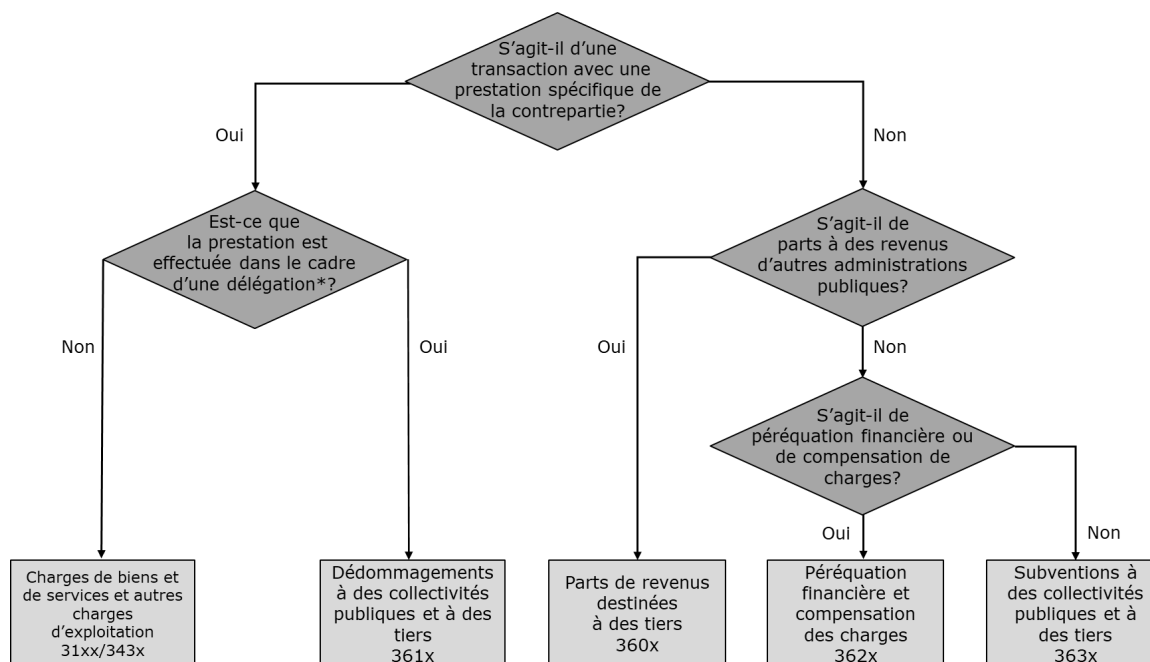 S’agit-il d’une
transaction avec une
prestation spécifique de
la contrepartie?
Oui
Non
Est-ce que
la prestation est
effectuée dans le cadre
d’une délégation*?
S’agit-il de
parts à des revenus
d’autres administrations
publiques?
Non
Oui
Oui
Non
S’agit-il de
péréquation financière ou
de compensation de
charges?
Oui
Non
Charges de biens et
de services et autres
charges
d’exploitation
31xx/343x
Dédommagements
à des collectivités
publiques et à des
tiers
361x
Parts de revenus
destinées
à des tiers
360x
Péréquation
financière et
compensation
des charges
362x
Subventions à
des collectivités
publiques et à
des tiers
363x